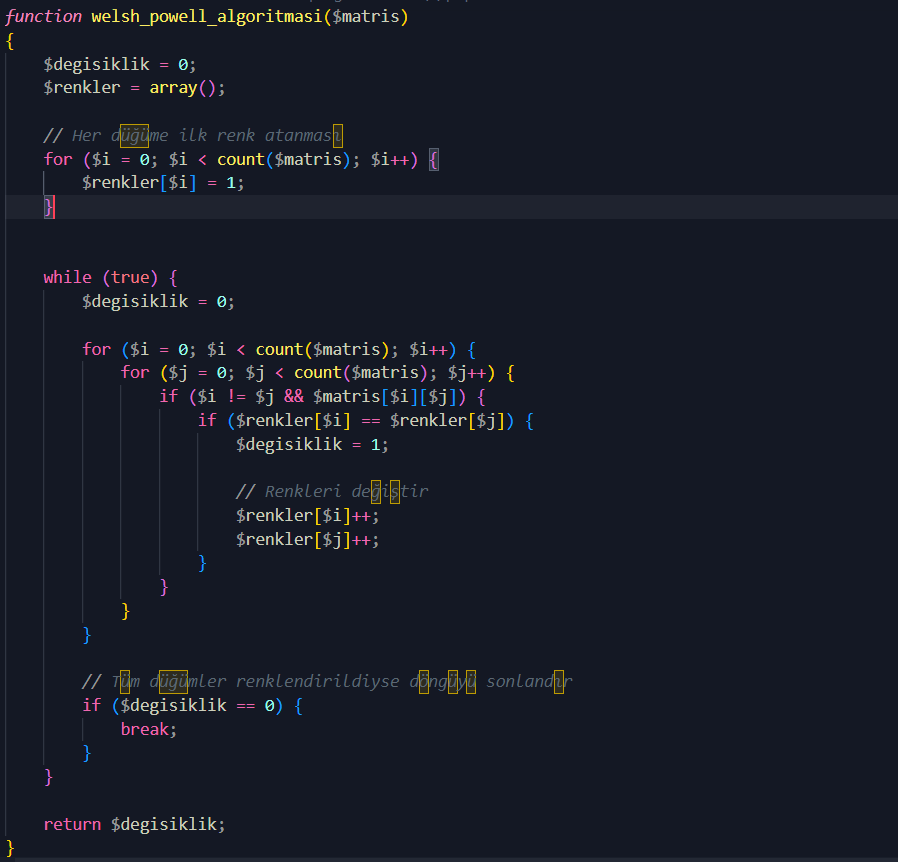 function welsh_powell_algoritmasi($matris)
{
    $degisiklik = 0;
    $renkler = array();

    // Her düğüme ilk renk atanması
    for ($i = 0; $i < count($matris); $i++) {
        $renkler[$i] = 1;
    }


    while (true) {
        $degisiklik = 0;

        for ($i = 0; $i < count($matris); $i++) {
            for ($j = 0; $j < count($matris); $j++) {
                if ($i != $j && $matris[$i][$j]) {
                    if ($renkler[$i] == $renkler[$j]) {
                        $degisiklik = 1;

                        // Renkleri değiştir
                        $renkler[$i]++;
                        $renkler[$j]++;
                    }
                }
            }
        }

        // Tüm düğümler renklendirildiyse döngüyü sonlandır
        if ($degisiklik == 0) {
            break;
        }
    }

    return $degisiklik;
}